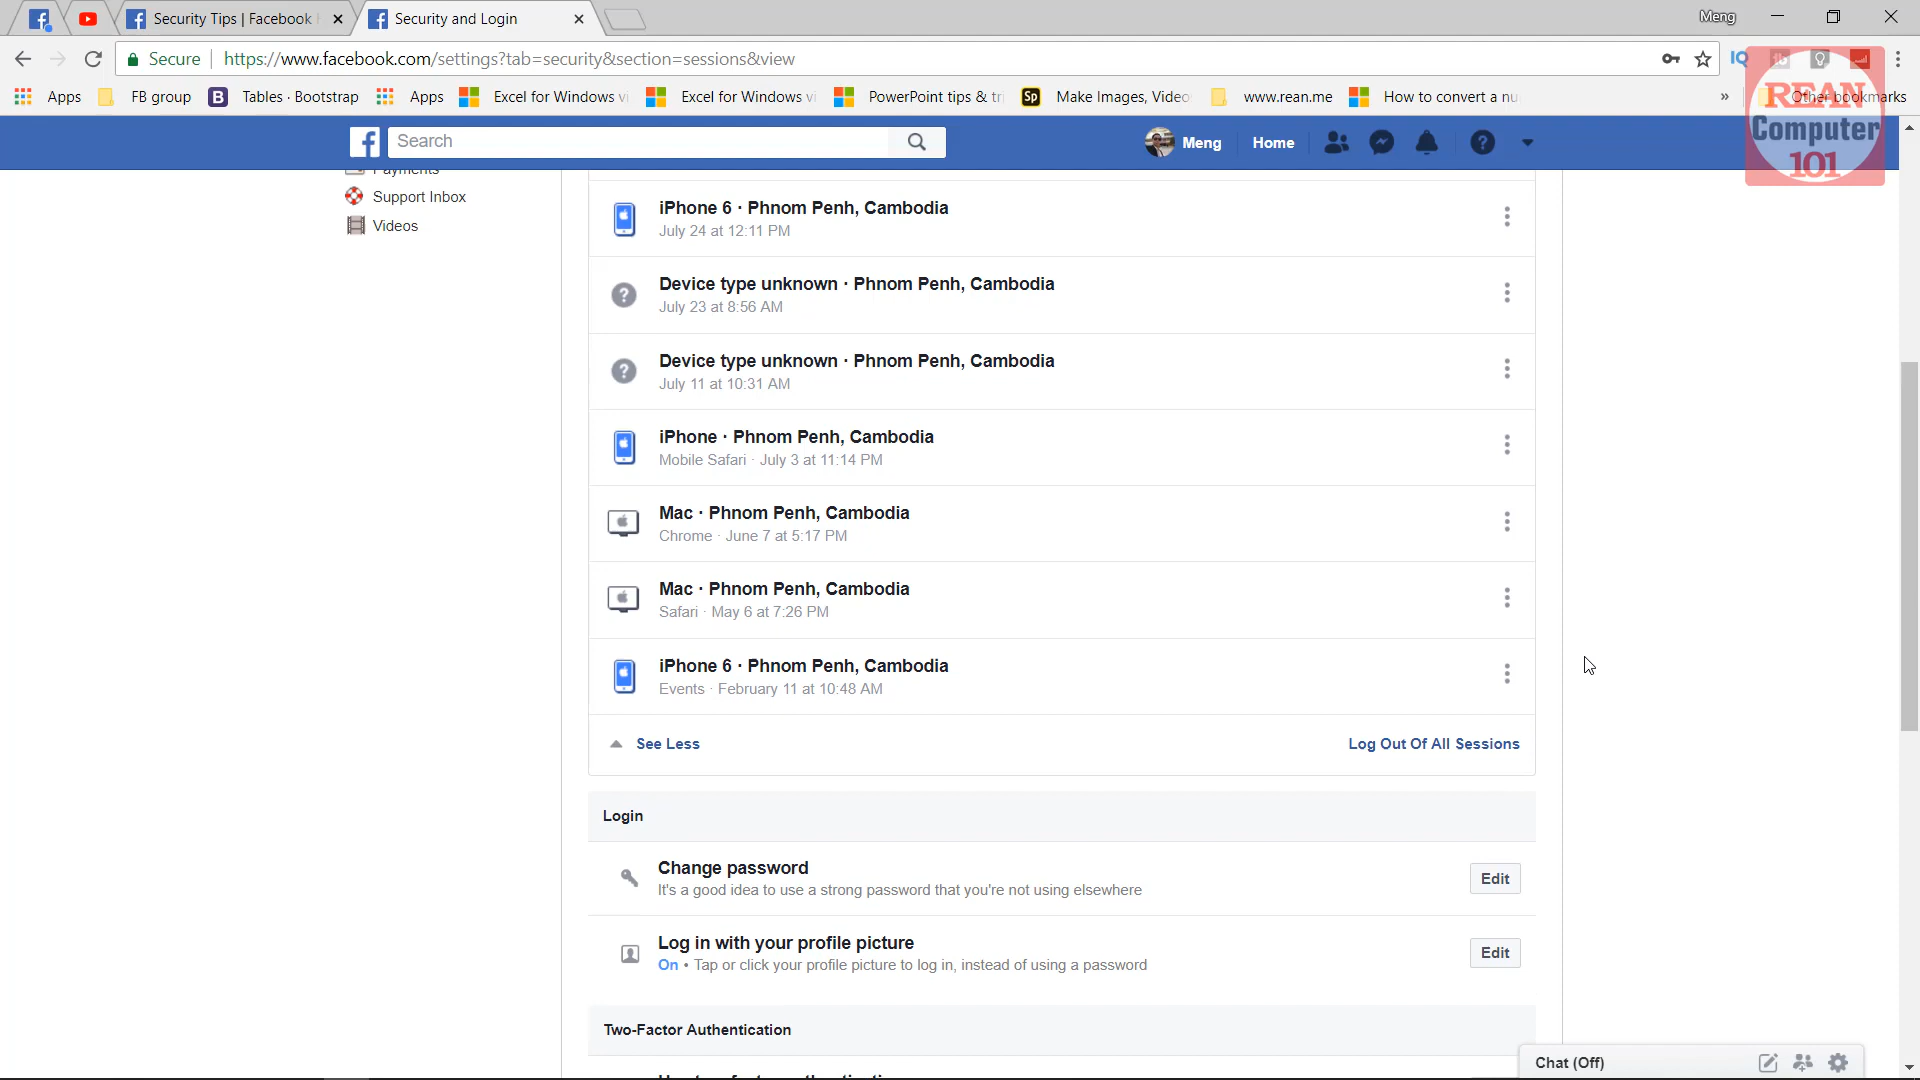 Security Tips | Facebook
Security and Login
Meng
Secure
https://www.facebook.com/settings?tab=security&section=sessions&view
IQ
Apps
FB group
B
Tables · Bootstrap
Apps
Excel for Windows vi
Excel for Windows vi
PowerPoint tips & tri
Sp
Make Images, Video
www.rean.me
How to convert a nu
»
Other bookmarks
REAN
Computer
101
Search
Meng
Home
Payments
Support Inbox
Videos
iPhone 6 · Phnom Penh, Cambodia
July 24 at 12:11 PM
Device type unknown · Phnom Penh, Cambodia
July 23 at 8:56 AM
Device type unknown · Phnom Penh, Cambodia
July 11 at 10:31 AM
iPhone · Phnom Penh, Cambodia
Mobile Safari · July 3 at 11:14 PM
Mac · Phnom Penh, Cambodia
Chrome · June 7 at 5:17 PM
Mac · Phnom Penh, Cambodia
Safari · May 6 at 7:26 PM
iPhone 6 · Phnom Penh, Cambodia
Events · February 11 at 10:48 AM
See Less
Log Out Of All Sessions
Login
Change password
It's a good idea to use a strong password that you're not using elsewhere
Edit
Log in with your profile picture
On • Tap or click your profile picture to log in, instead of using a password
Edit
Two-Factor Authentication
Chat (Off)